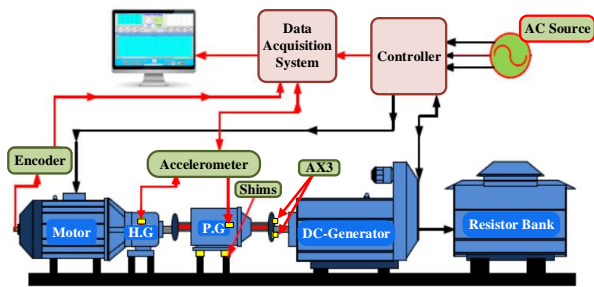 AC Source
Data
Acquisition
System
Controller
Encoder
Accelerometer
AX3
Shims
Motor
H.G
P.G
DC-Generator
Resistor Bank